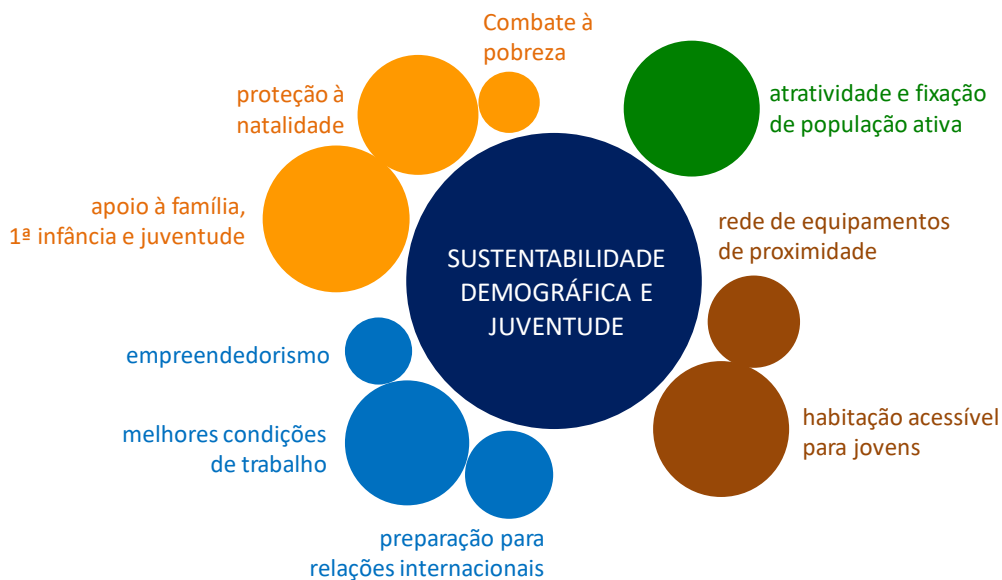 Combate à
pobreza
proteção à
natalidade
apoio à família,
1ª infância e juventude
atratividade e fixação
de população ativa
rede de equipamentos
de proximidade
SUSTENTABILIDADE
DEMOGRÁFICA E
JUVENTUDE
empreendedorismo
melhores condições
de trabalho
habitação acessível
para jovens
preparação para
relações internacionais